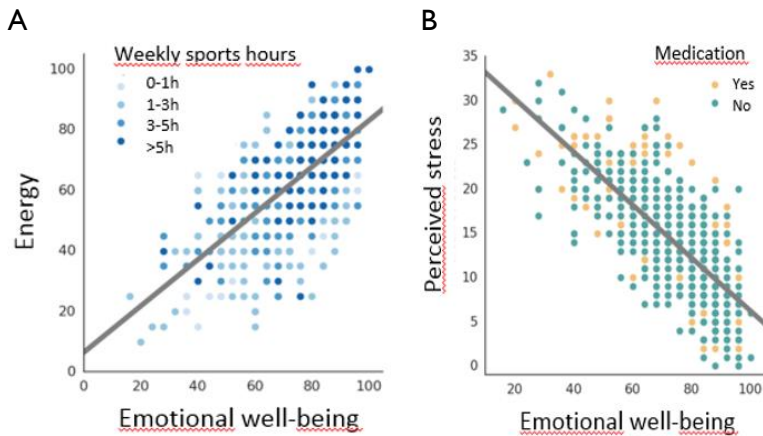 A
Weekly sports hours
0-1h
1-3h
3-5h
>5h
100
80
60
40
20
0
Energy
0 20 40 60 80 100
Emotional well-being
B
Medication
Yes
No
35
30
25
20
15
10
5
0
Perceived stress
20 40 60 80 100
Emotional well-being